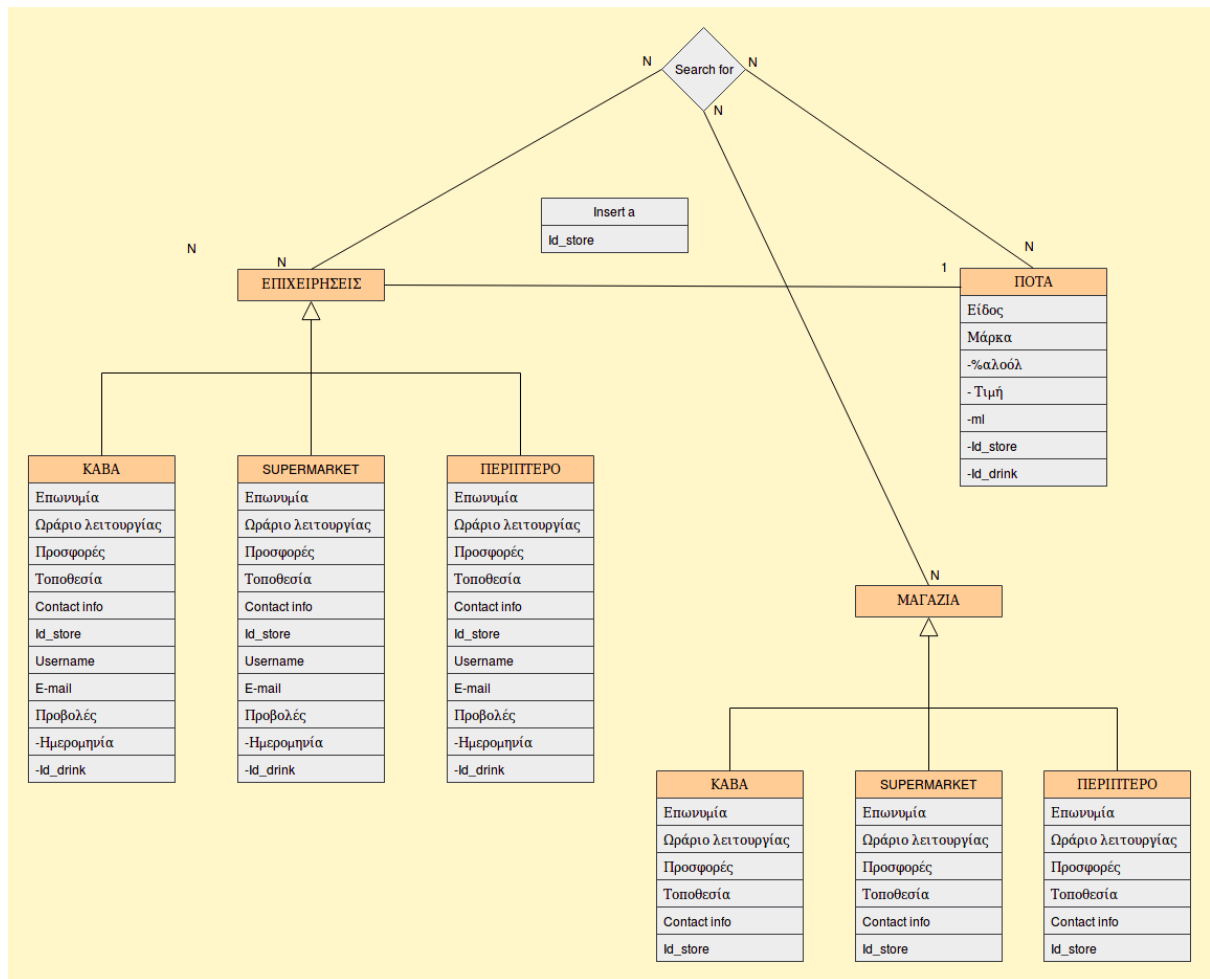 Search for
N
N
N
Insert a
Id_store
N
N
N
1
ΕΠΙΧΕΙΡΗΣΕΙΣ
ΠΟΤΑ
Είδος
Μάρκα
-%αλοόλ
- Τιμή
-ml
-Id_store
-Id_drink
ΚΑΒΑ
Επωνυμία
Ωράριο λειτουργίας
Προσφορές
Τοποθεσία
Contact info
Id_store
Username
E-mail
Προβολές
-Ημερομηνία
-Id_drink
SUPERMARKET
Επωνυμία
Ωράριο λειτουργίας
Προσφορές
Τοποθεσία
Contact info
Id_store
Username
E-mail
Προβολές
-Ημερομηνία
-Id_drink
ΠΕΡΙΠΤΕΡΟ
Επωνυμία
Ωράριο λειτουργίας
Προσφορές
Τοποθεσία
Contact info
Id_store
Username
E-mail
Προβολές
-Ημερομηνία
-Id_drink
N
ΜΑΓΑΖΙΑ
ΚΑΒΑ
Επωνυμία
Ωράριο λειτουργίας
Προσφορές
Τοποθεσία
Contact info
Id_store
SUPERMARKET
Επωνυμία
Ωράριο λειτουργίας
Προσφορές
Τοποθεσία
Contact info
Id_store
ΠΕΡΙΠΤΕΡΟ
Επωνυμία
Ωράριο λειτουργίας
Προσφορές
Τοποθεσία
Contact info
Id_store